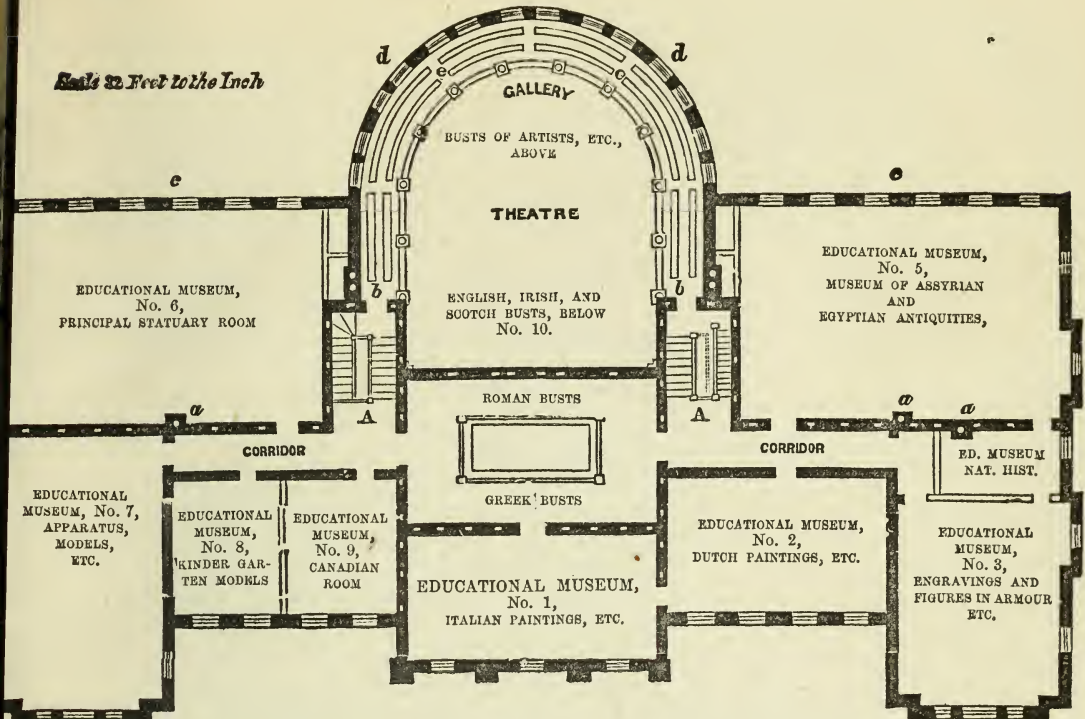 Scale 32 Feet to the Inch
d
d
e
c
GALLERY
BUSTS OF ARTISTS, ETC.,
ABOVE
c
e
THEATRE
EDUCATIONAL MUSEUM,
No. 6,
PRINCIPAL STATUARY ROOM
b
ENGLISH, IRISH, AND
SCOTCH BUSTS, BELOW
No. 10.
b
EDUCATIONAL MUSEUM,
No. 5,
MUSEUM OF ASSYRIAN
AND
EGYPTIAN ANTIQUITIES,
a
A
ROMAN BUSTS
A
a
a
CORRIDOR
GREEK BUSTS
CORRIDOR
ED. MUSEUM
NAT. HIST.
EDUCATIONAL
MUSEUM, No. 7,
APPARATUS,
MODELS,
ETC.
EDUCATIONAL
MUSEUM,
No. 8,
KINDER GAR-
TEN MODELS
EDUCATIONAL
MUSEUM,
No. 9,
CANADIAN
ROOM
EDUCATIONAL MUSEUM,
No. 1,
ITALIAN PAINTINGS, ETC.
EDUCATIONAL MUSEUM,
No. 2,
DUTCH PAINTINGS, ETC.
EDUCATIONAL
MUSEUM,
No. 3,
ENGRAVINGS AND
FIGURES IN ARMOUR
ETC.